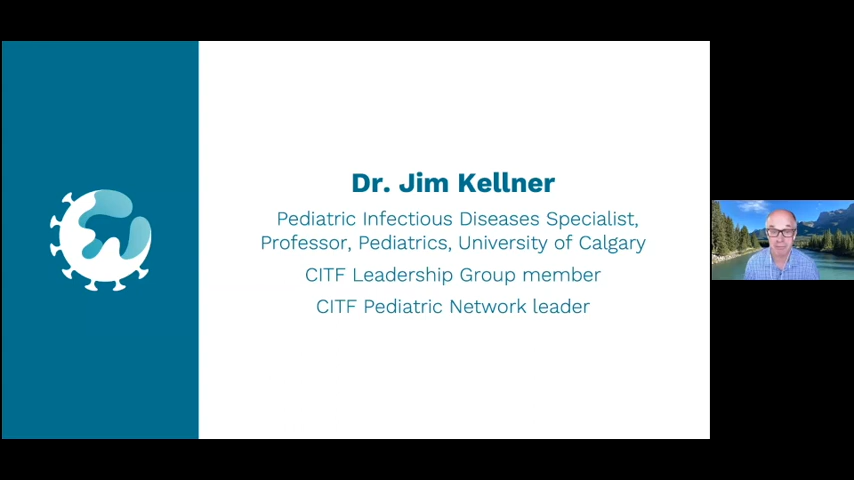 Dr. Jim Kellner
Pediatric Infectious Diseases Specialist,
Professor, Pediatrics, University of Calgary
CITF Leadership Group member
CITF Pediatric Network leader